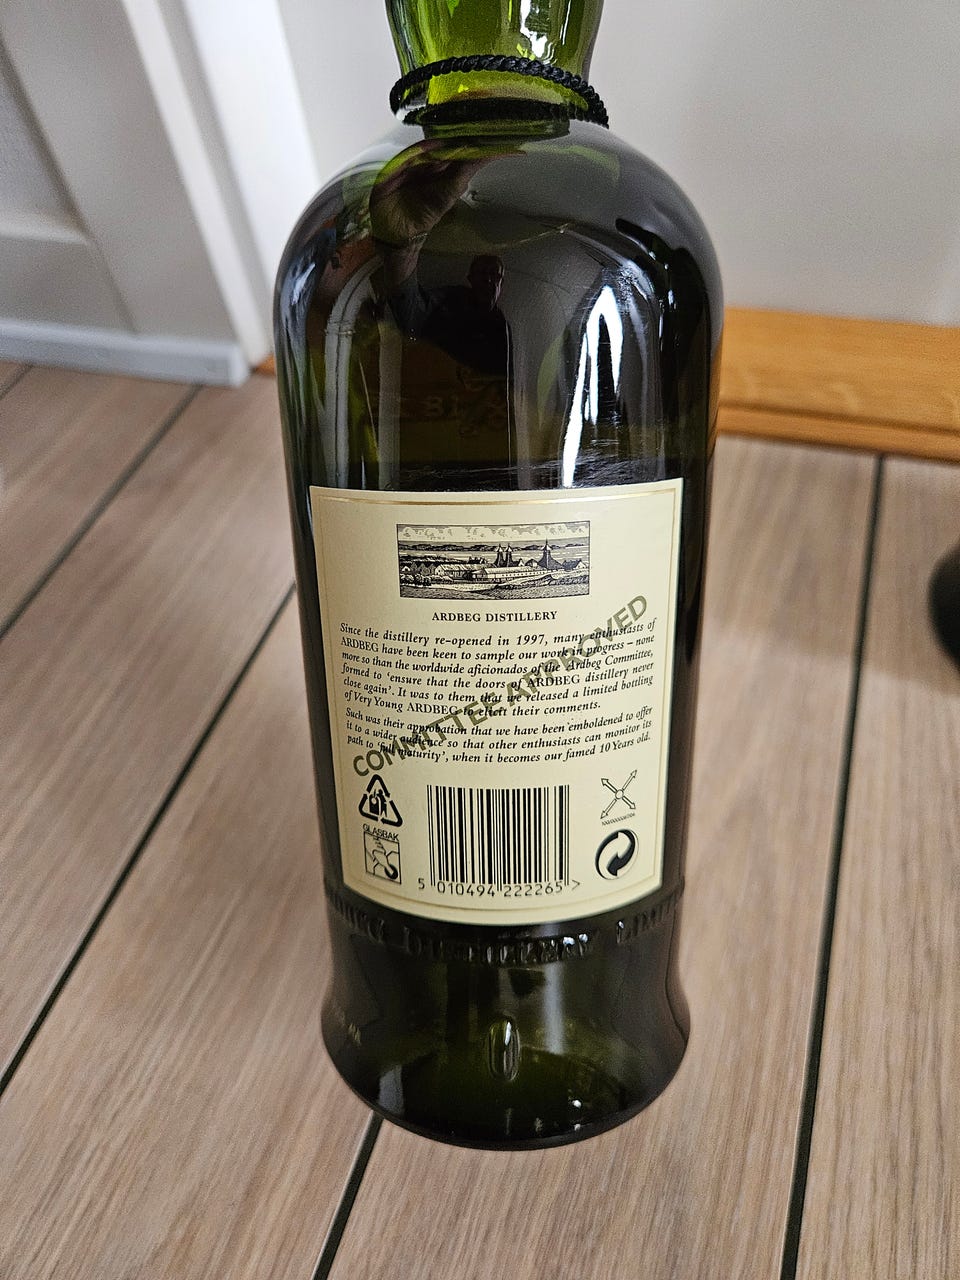 ARDBEG DISTILLERY
Since the distillery re-opened in 1997, many enthusiasts of
ARDBEG have been keen to sample our work in progress – none
more so than the worldwide aficionados of the 'Ardbeg Committee,
formed to 'ensure that the doors of ARDBEG distillery never
close again'. It was to them that we released a limited bottling
of Very Young ARDBEG to elicit their comments.
Such was their approbation that we have been emboldened to offer
it to a wider audience so that other enthusiasts can monitor its
path to 'full maturity', when it becomes our famed 10 Years old.
COMMITTEE APPROVED
GLASBAK
5 010494 222265 >
DISTILLERY LIMITED